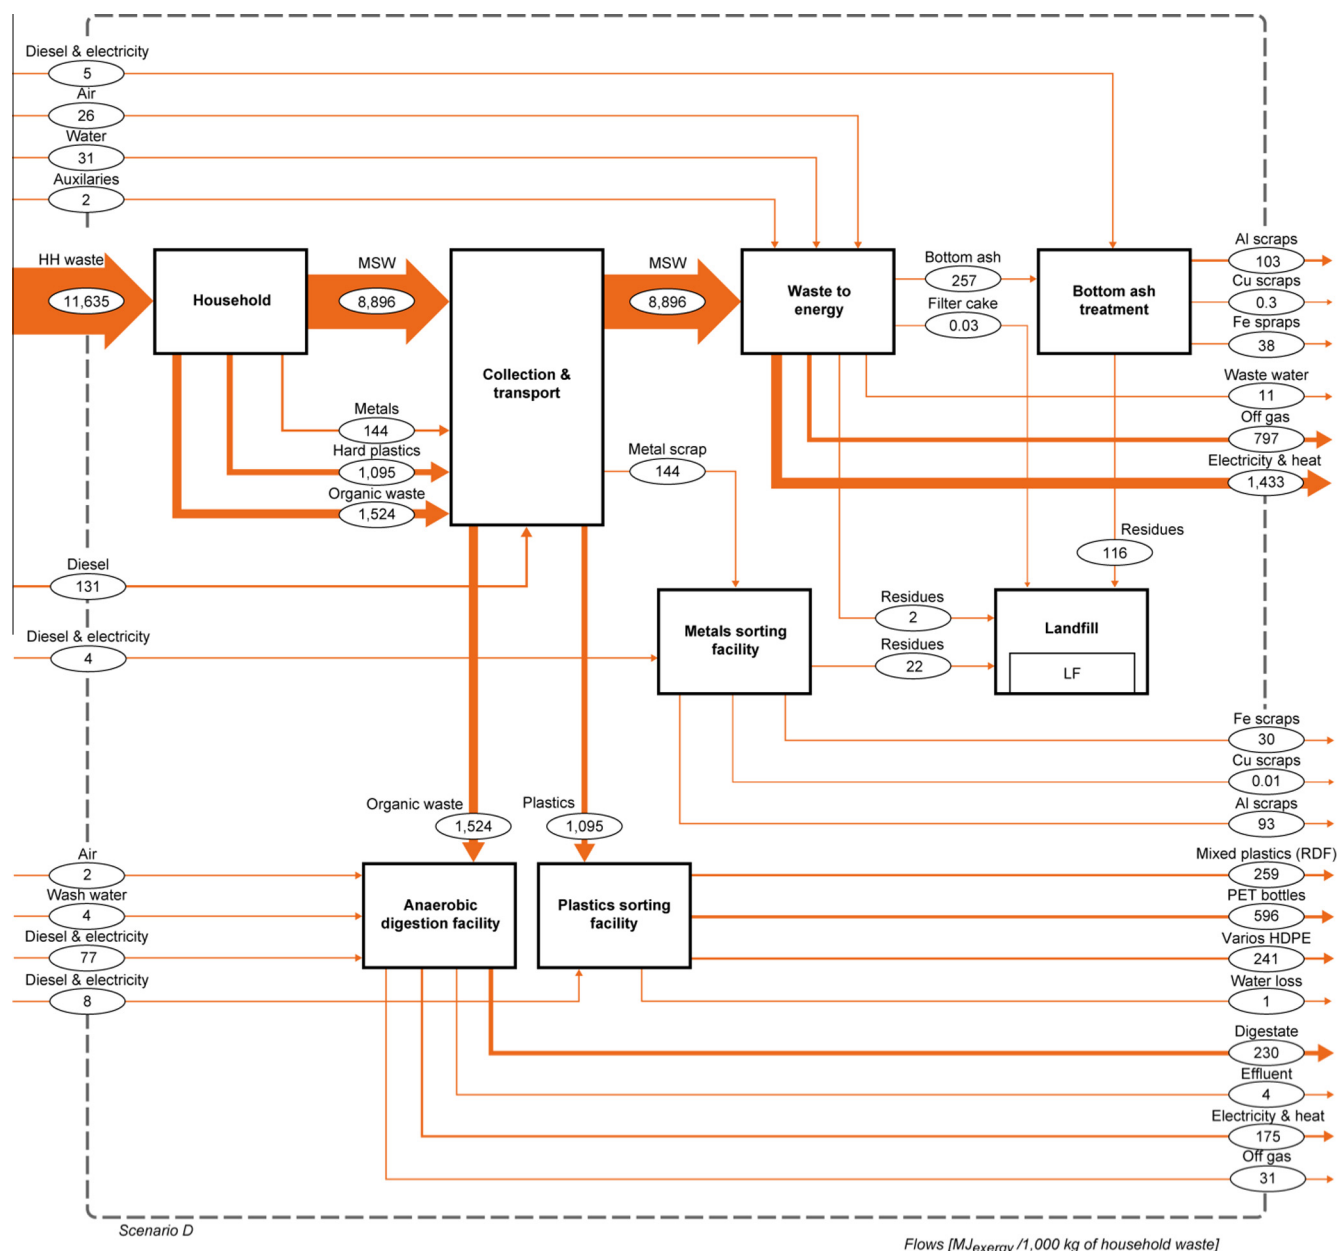 Diesel & electricity
5
Air
26
Water
31
Auxilaries
2
HH waste
11,635
Household
MSW
8,896
Collection &
transport
MSW
8,896
Waste to
energy
Bottom ash
257
Filter cake
0.03
Bottom ash
treatment
Al scraps
103
Cu scraps
0.3
Fe spraps
38
Waste water
11
Off gas
797
Electricity & heat
1,433
Metals
144
Hard plastics
1,095
Organic waste
1,524
Metal scrap
144
Residues
116
Diesel
131
Diesel & electricity
4
Metals sorting
facility
Residues
2
Residues
22
Landfill
LF
Fe scraps
30
Cu scraps
0.01
Al scraps
93
Organic waste
1,524
Plastics
1,095
Air
2
Wash water
4
Diesel & electricity
77
Diesel & electricity
8
Anaerobic
digestion facility
Plastics sorting
facility
Mixed plastics (RDF)
259
PET bottles
596
Varios HDPE
241
Water loss
1
Digestate
230
Effluent
4
Electricity & heat
175
Off gas
31
Scenario D
Flows [MJexergy /1,000 kg of household waste]